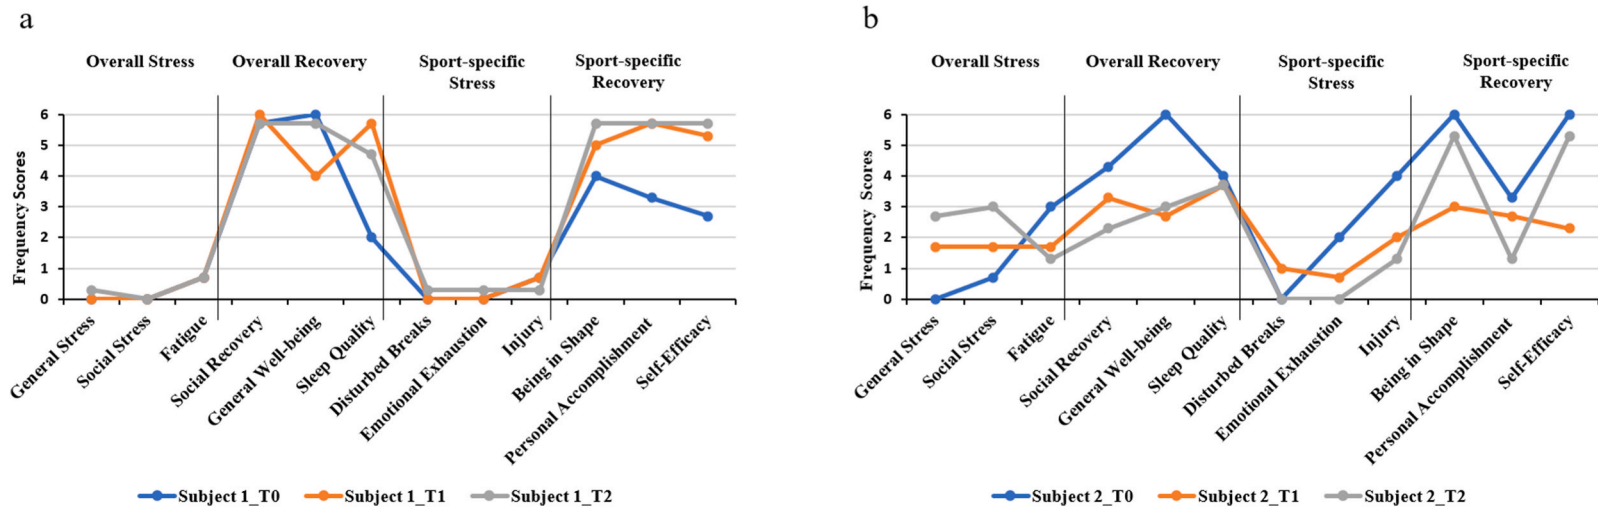 a
Overall Stress
Overall Recovery
Sport-specific
Stress
Sport-specific
Recovery
Frequency Scores
6
5
4
3
2
1
0
General Stress
Social Stress
Fatigue
Social Recovery
General Well-being
Sleep Quality
Disturbed Breaks
Emotional Exhaustion
Injury
Being in Shape
Personal Accomplishment
Self-Efficacy
Subject 1_T0
Subject 1_T1
Subject 1_T2
b
Overall Stress
Overall Recovery
Sport-specific
Stress
Sport-specific
Recovery
Frequency Scores
6
5
4
3
2
1
0
General Stress
Social Stress
Fatigue
Social Recovery
General Well-being
Sleep Quality
Disturbed Breaks
Emotional Exhaustion
Injury
Being in Shape
Personal Accomplishment
Self-Efficacy
Subject 2_T0
Subject 2_T1
Subject 2_T2